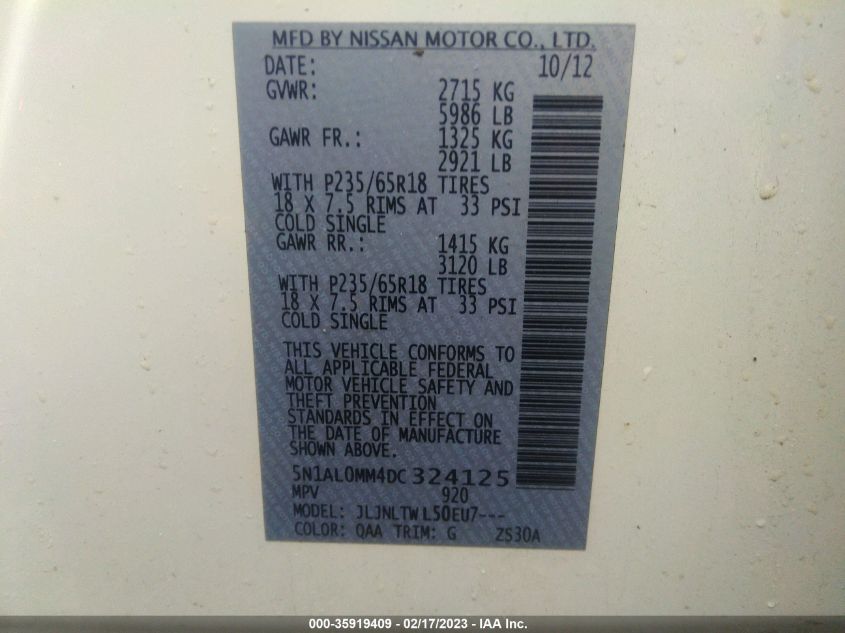 MFD BY NISSAN MOTOR CO., LTD.
DATE: 10/12
GVWR: 2715 KG
5986 LB
GAWR FR.: 1325 KG
2921 LB
WITH P235/65R18 TIRES
18 X 7.5 RIMS AT 33 PSI
COLD SINGLE
GAWR RR.: 1415 KG
3120 LB
WITH P235/65R18 TIRES
18 X 7.5 RIMS AT 33 PSI
COLD SINGLE
THIS VEHICLE CONFORMS TO
ALL APPLICABLE FEDERAL
MOTOR VEHICLE SAFETY AND
THEFT PREVENTION
STANDARDS IN EFFECT ON
THE DATE OF MANUFACTURE
SHOWN ABOVE.
5N1AL0MM4DC324125
MPV 920
MODEL: JLJNLTWL50EU7---
COLOR: QAA TRIM: G ZS30A
000-35919409 - 02/17/2023 - IAA Inc.